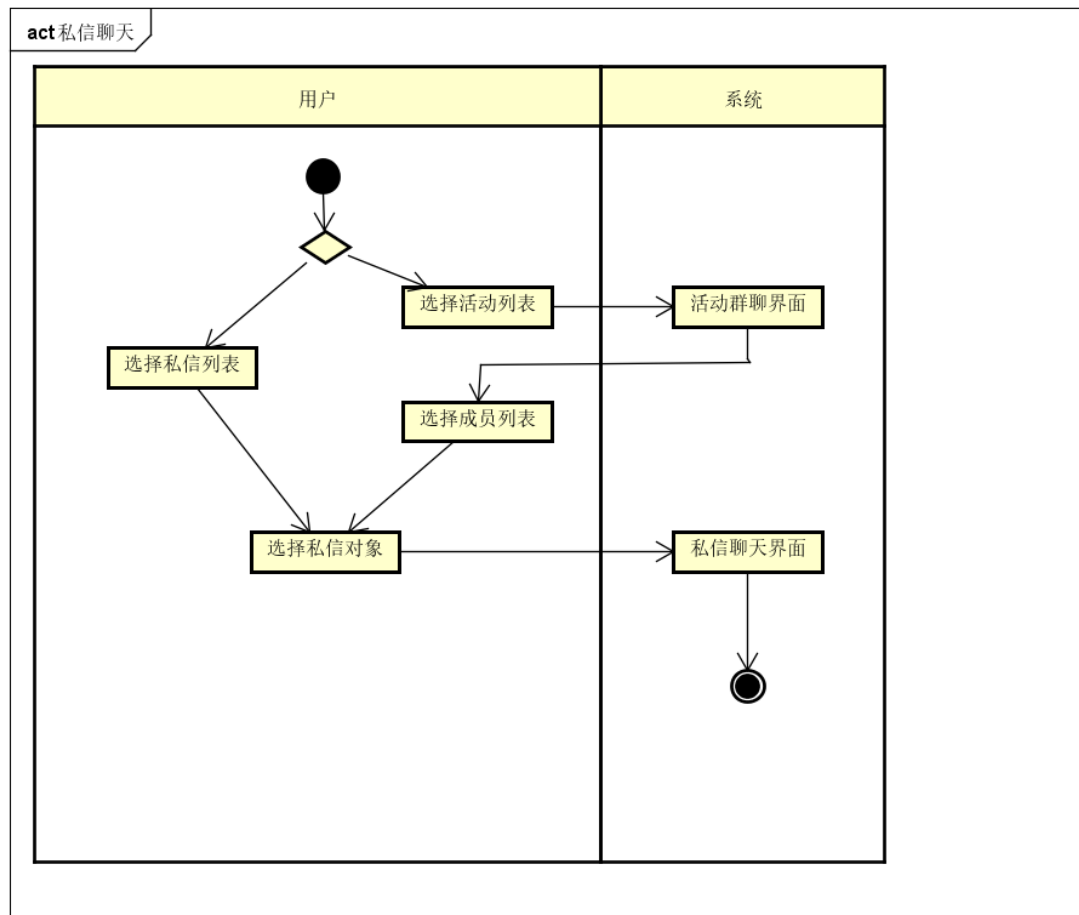 act 私信聊天
用户
系统
选择活动列表
活动群聊界面
选择私信列表
选择成员列表
选择私信对象
私信聊天界面